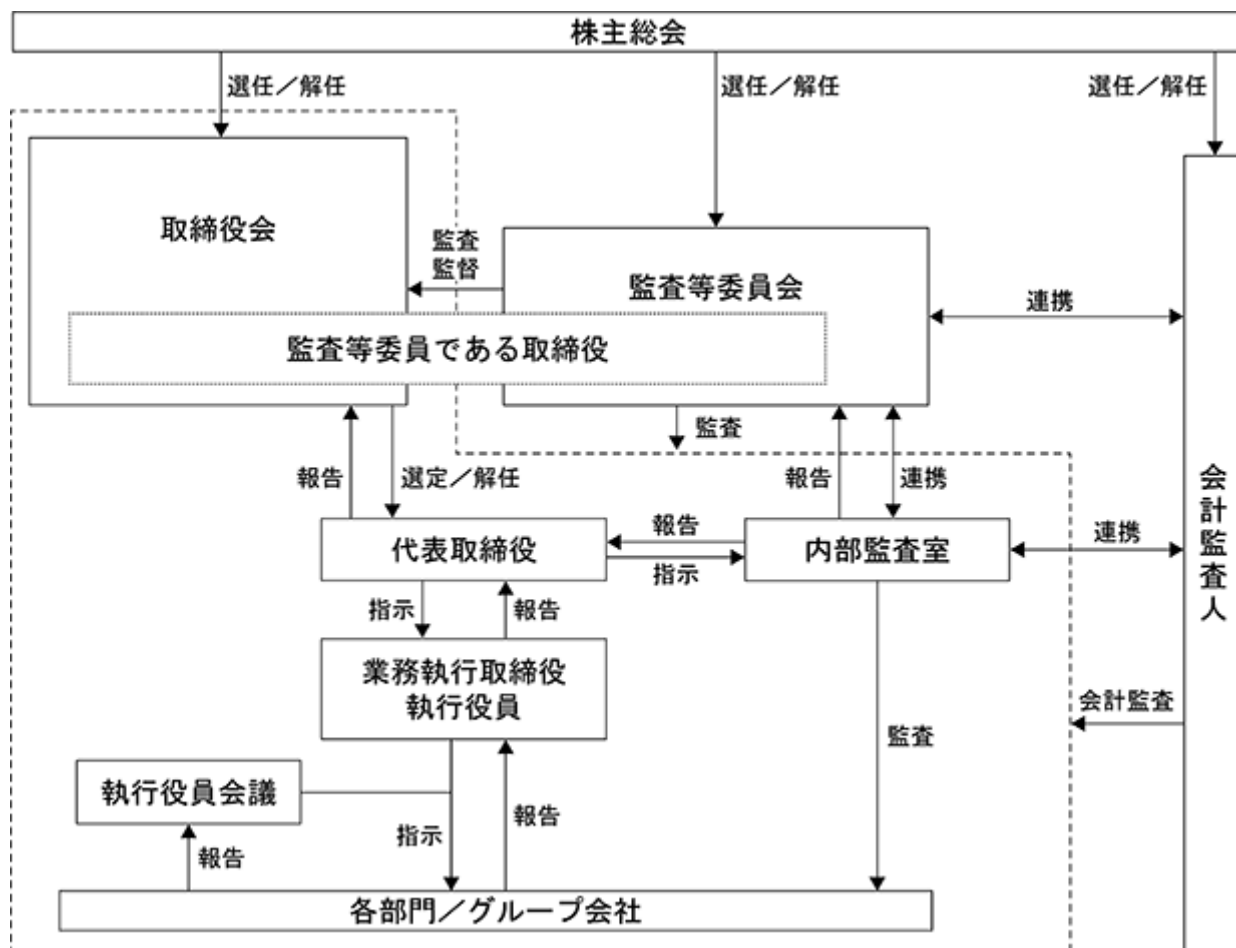 株主総会
選任／解任
選任／解任
選任／解任
取締役会
監査
監督
監査等委員会
連携
監査等委員である取締役
監査
報告
選定／解任
報告
連携
代表取締役
報告
指示
内部監査室
連携
会計監査人
指示
報告
業務執行取締役
執行役員
会計監査
監査
執行役員会議
報告
指示
報告
各部門／グループ会社